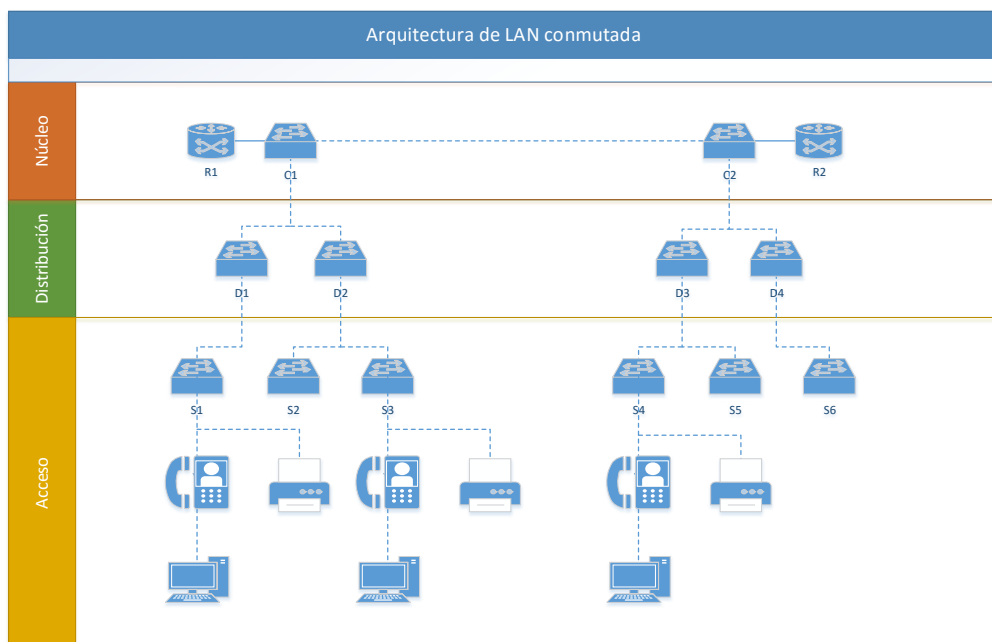 Arquitectura de LAN conmutada
Núcleo
R1
C1
C2
R2
Distribución
D1
D2
D3
D4
Acceso
S1
S2
S3
S4
S5
S6